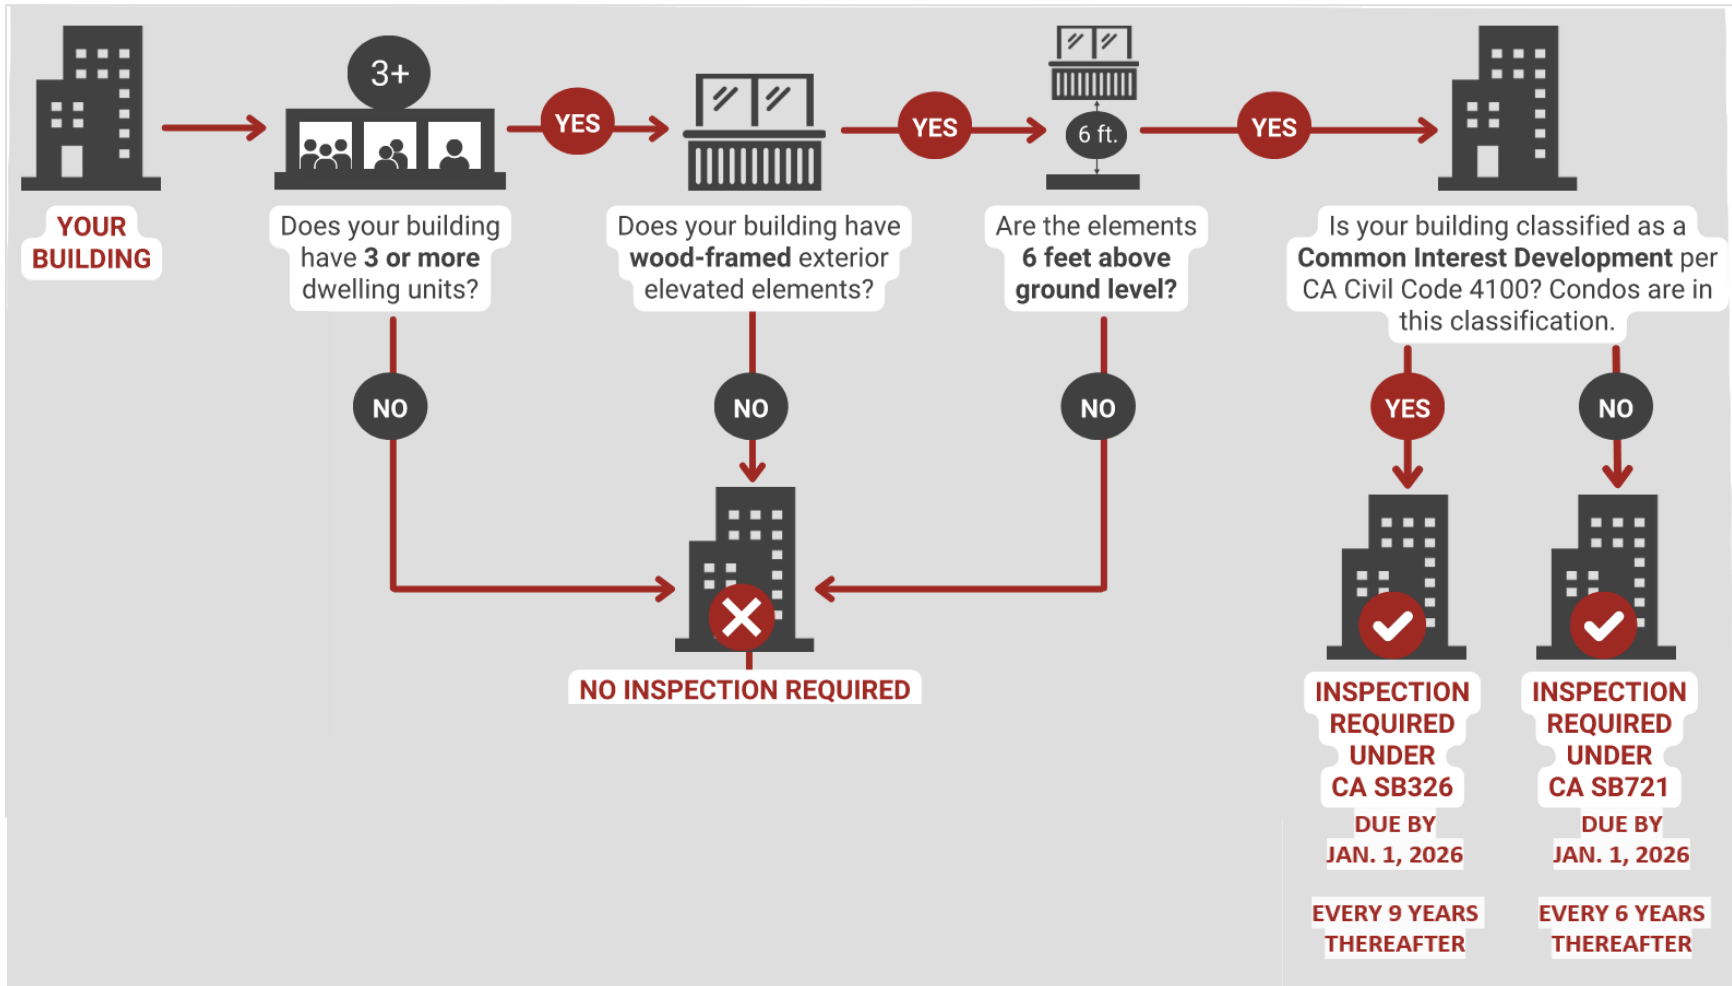 3+
YES
YES
6 ft.
YES
YOUR
BUILDING
Does your building
have 3 or more
dwelling units?
Does your building have
wood-framed exterior
elevated elements?
Are the elements
6 feet above
ground level?
Is your building classified as a
Common Interest Development per
CA Civil Code 4100? Condos are in
this classification.
NO
NO
NO
YES
NO
NO INSPECTION REQUIRED
INSPECTION
REQUIRED
UNDER
CA SB326
DUE BY
JAN. 1, 2026
EVERY 9 YEARS
THEREAFTER
INSPECTION
REQUIRED
UNDER
CA SB721
DUE BY
JAN. 1, 2026
EVERY 6 YEARS
THEREAFTER